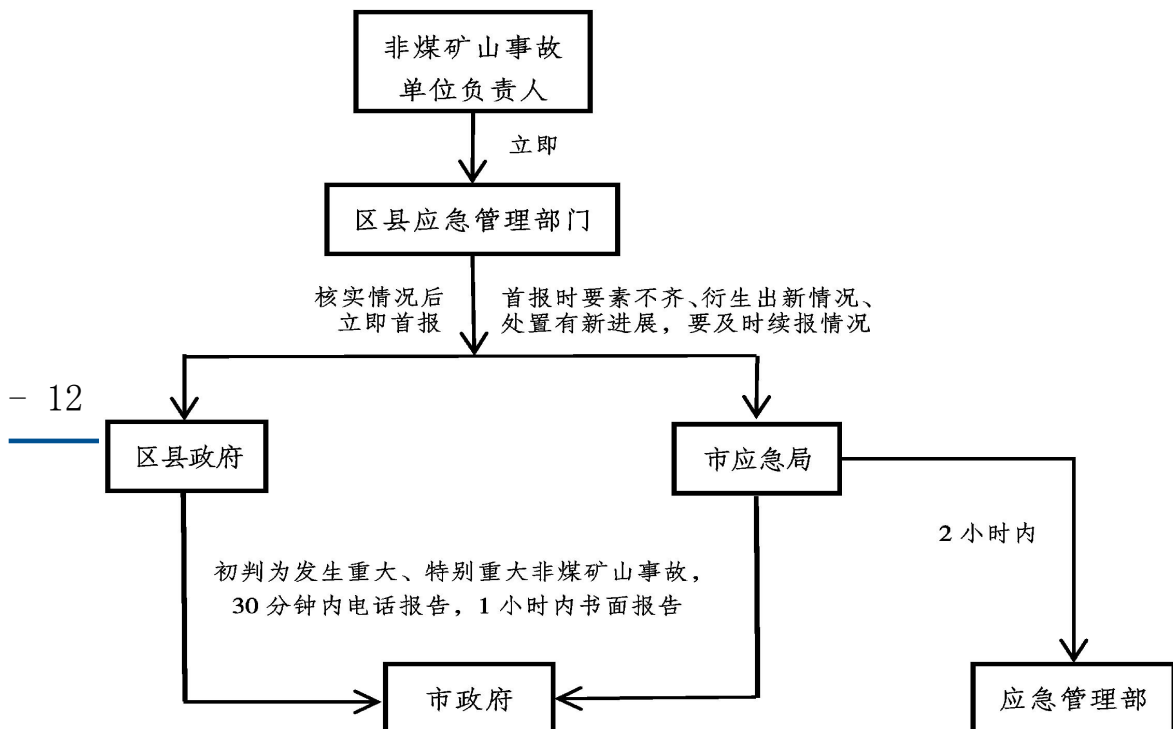 非煤矿山事故
单位负责人
立即
区县应急管理部门
核实情况后
立即首报
首报时要素不齐、衍生出新情况、
处置有新进展，要及时续报情况
- 12
区县政府
市应急局
2 小时内
初判为发生重大、特别重大非煤矿山事故，
30 分钟内电话报告，1 小时内书面报告
市政府
应急管理部